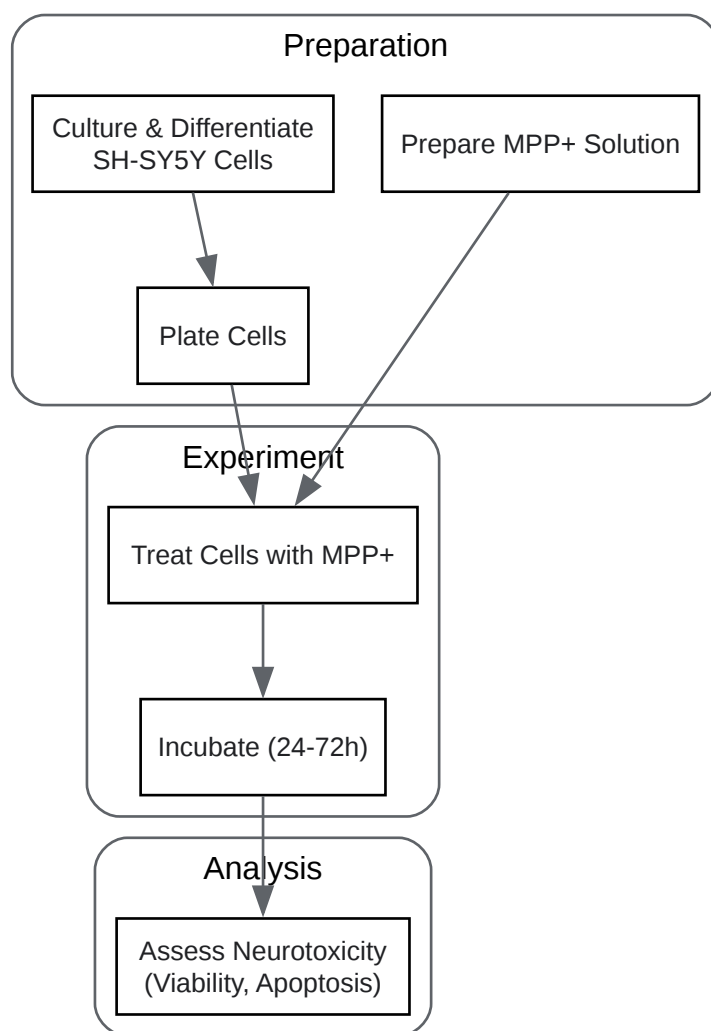 Preparation
Culture & Differentiate
SH-SY5Y Cells
Prepare MPP+ Solution
Plate Cells
Experiment
Treat Cells with MPP+
Incubate (24-72h)
Analysis
Assess Neurotoxicity
(Viability, Apoptosis)